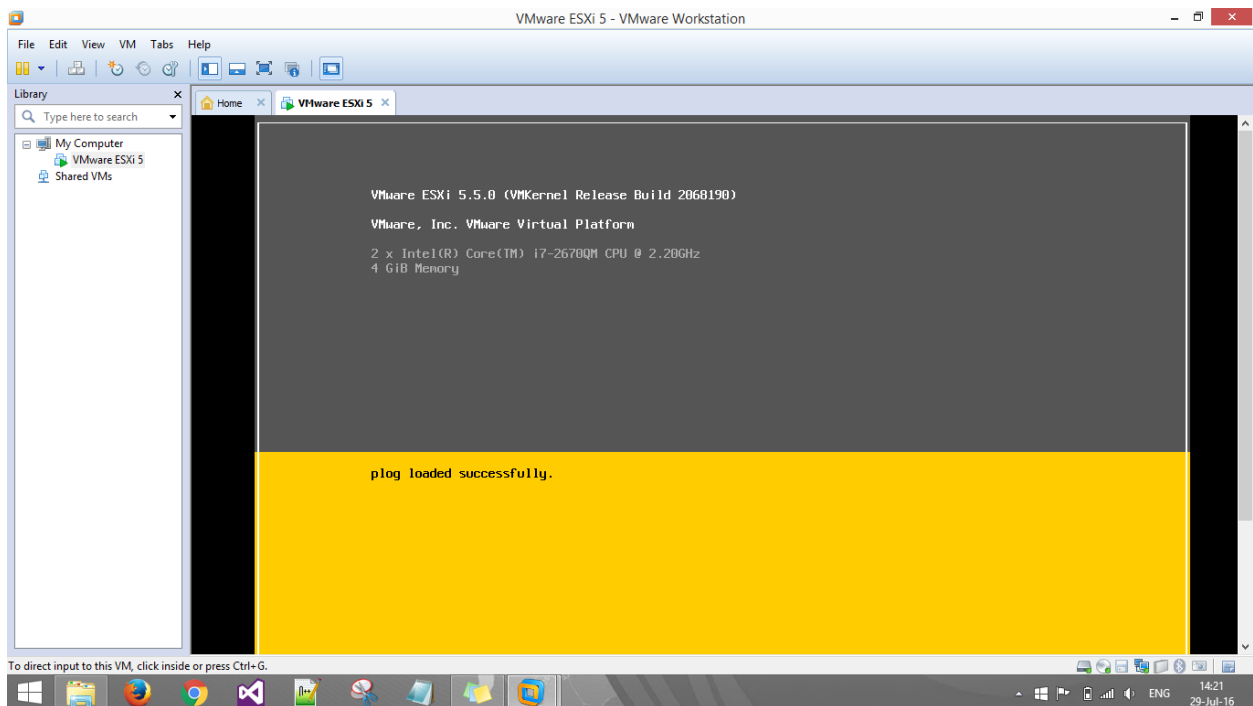 VMware ESXi 5 - VMware Workstation
File Edit View VM Tabs Help
Library
Type here to search
My Computer
VMware ESXi 5
Shared VMs
Home
VMware ESXi 5
VMware ESXi 5.5.0 (VMKernel Release Build 2068190)
VMware, Inc. VMware Virtual Platform
2 x Intel(R) Core(TM) i7-2670QM CPU @ 2.20GHz
4 GiB Memory
plog loaded successfully.
To direct input to this VM, click inside or press Ctrl+G.
ENG
14:21
29-Jul-16